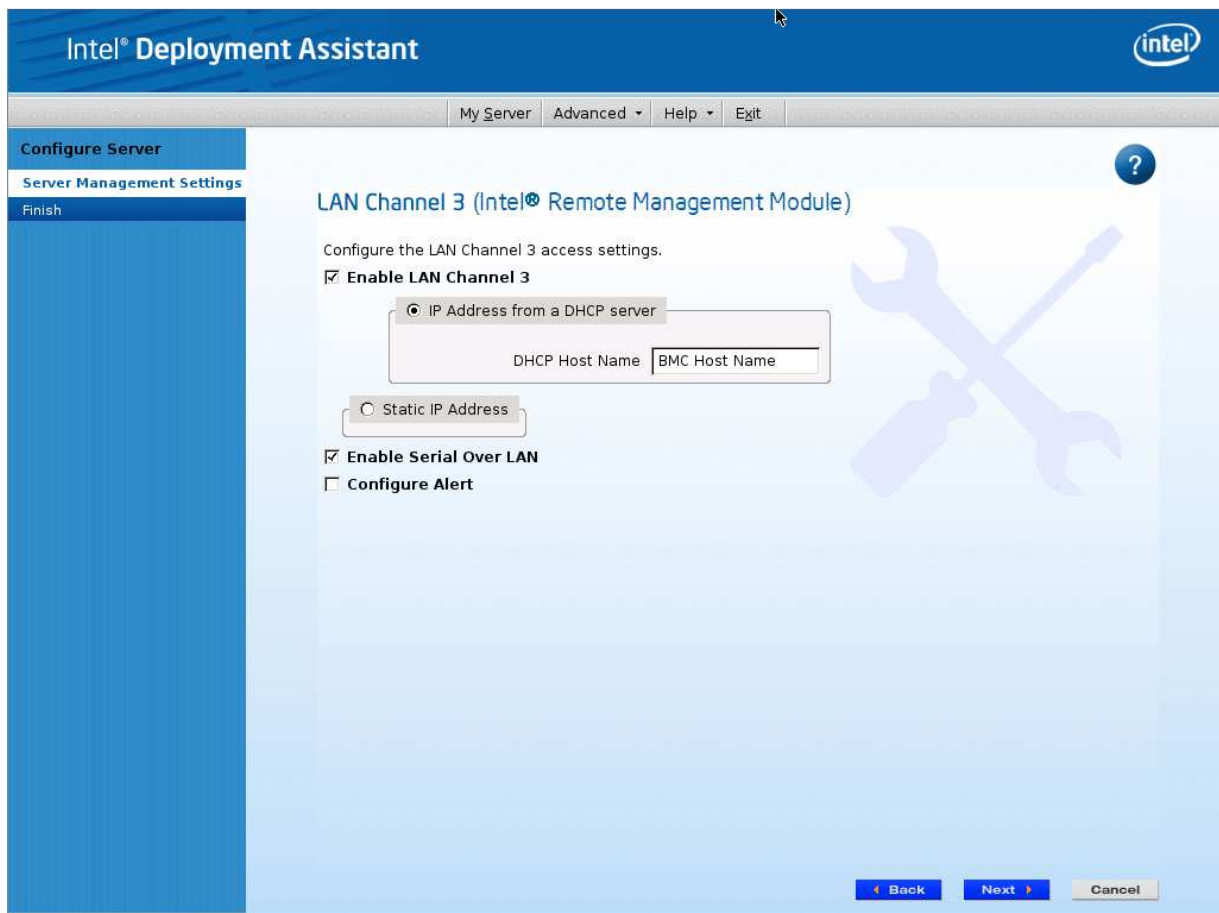 Intel® Deployment Assistant
intel
My Server Advanced Help Exit
Configure Server
Server Management Settings
Finish
?
LAN Channel 3 (Intel® Remote Management Module)
Configure the LAN Channel 3 access settings.
Enable LAN Channel 3
IP Address from a DHCP server
DHCP Host Name BMC Host Name
Static IP Address
Enable Serial Over LAN
Configure Alert
Back Next Cancel